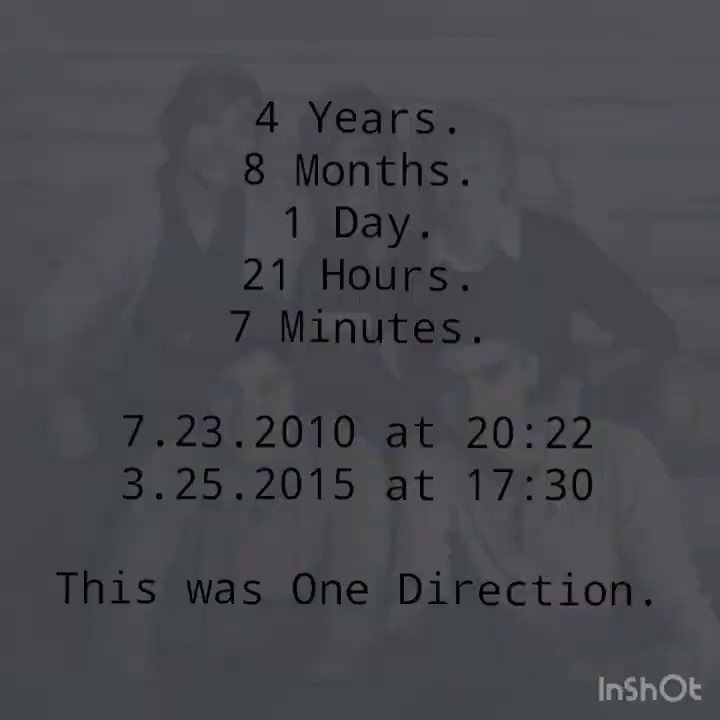 4 Years.
8 Months.
1 Day.
21 Hours.
7 Minutes.
7.23.2010 at 20:22
3.25.2015 at 17:30
This was One Direction.
InShOt